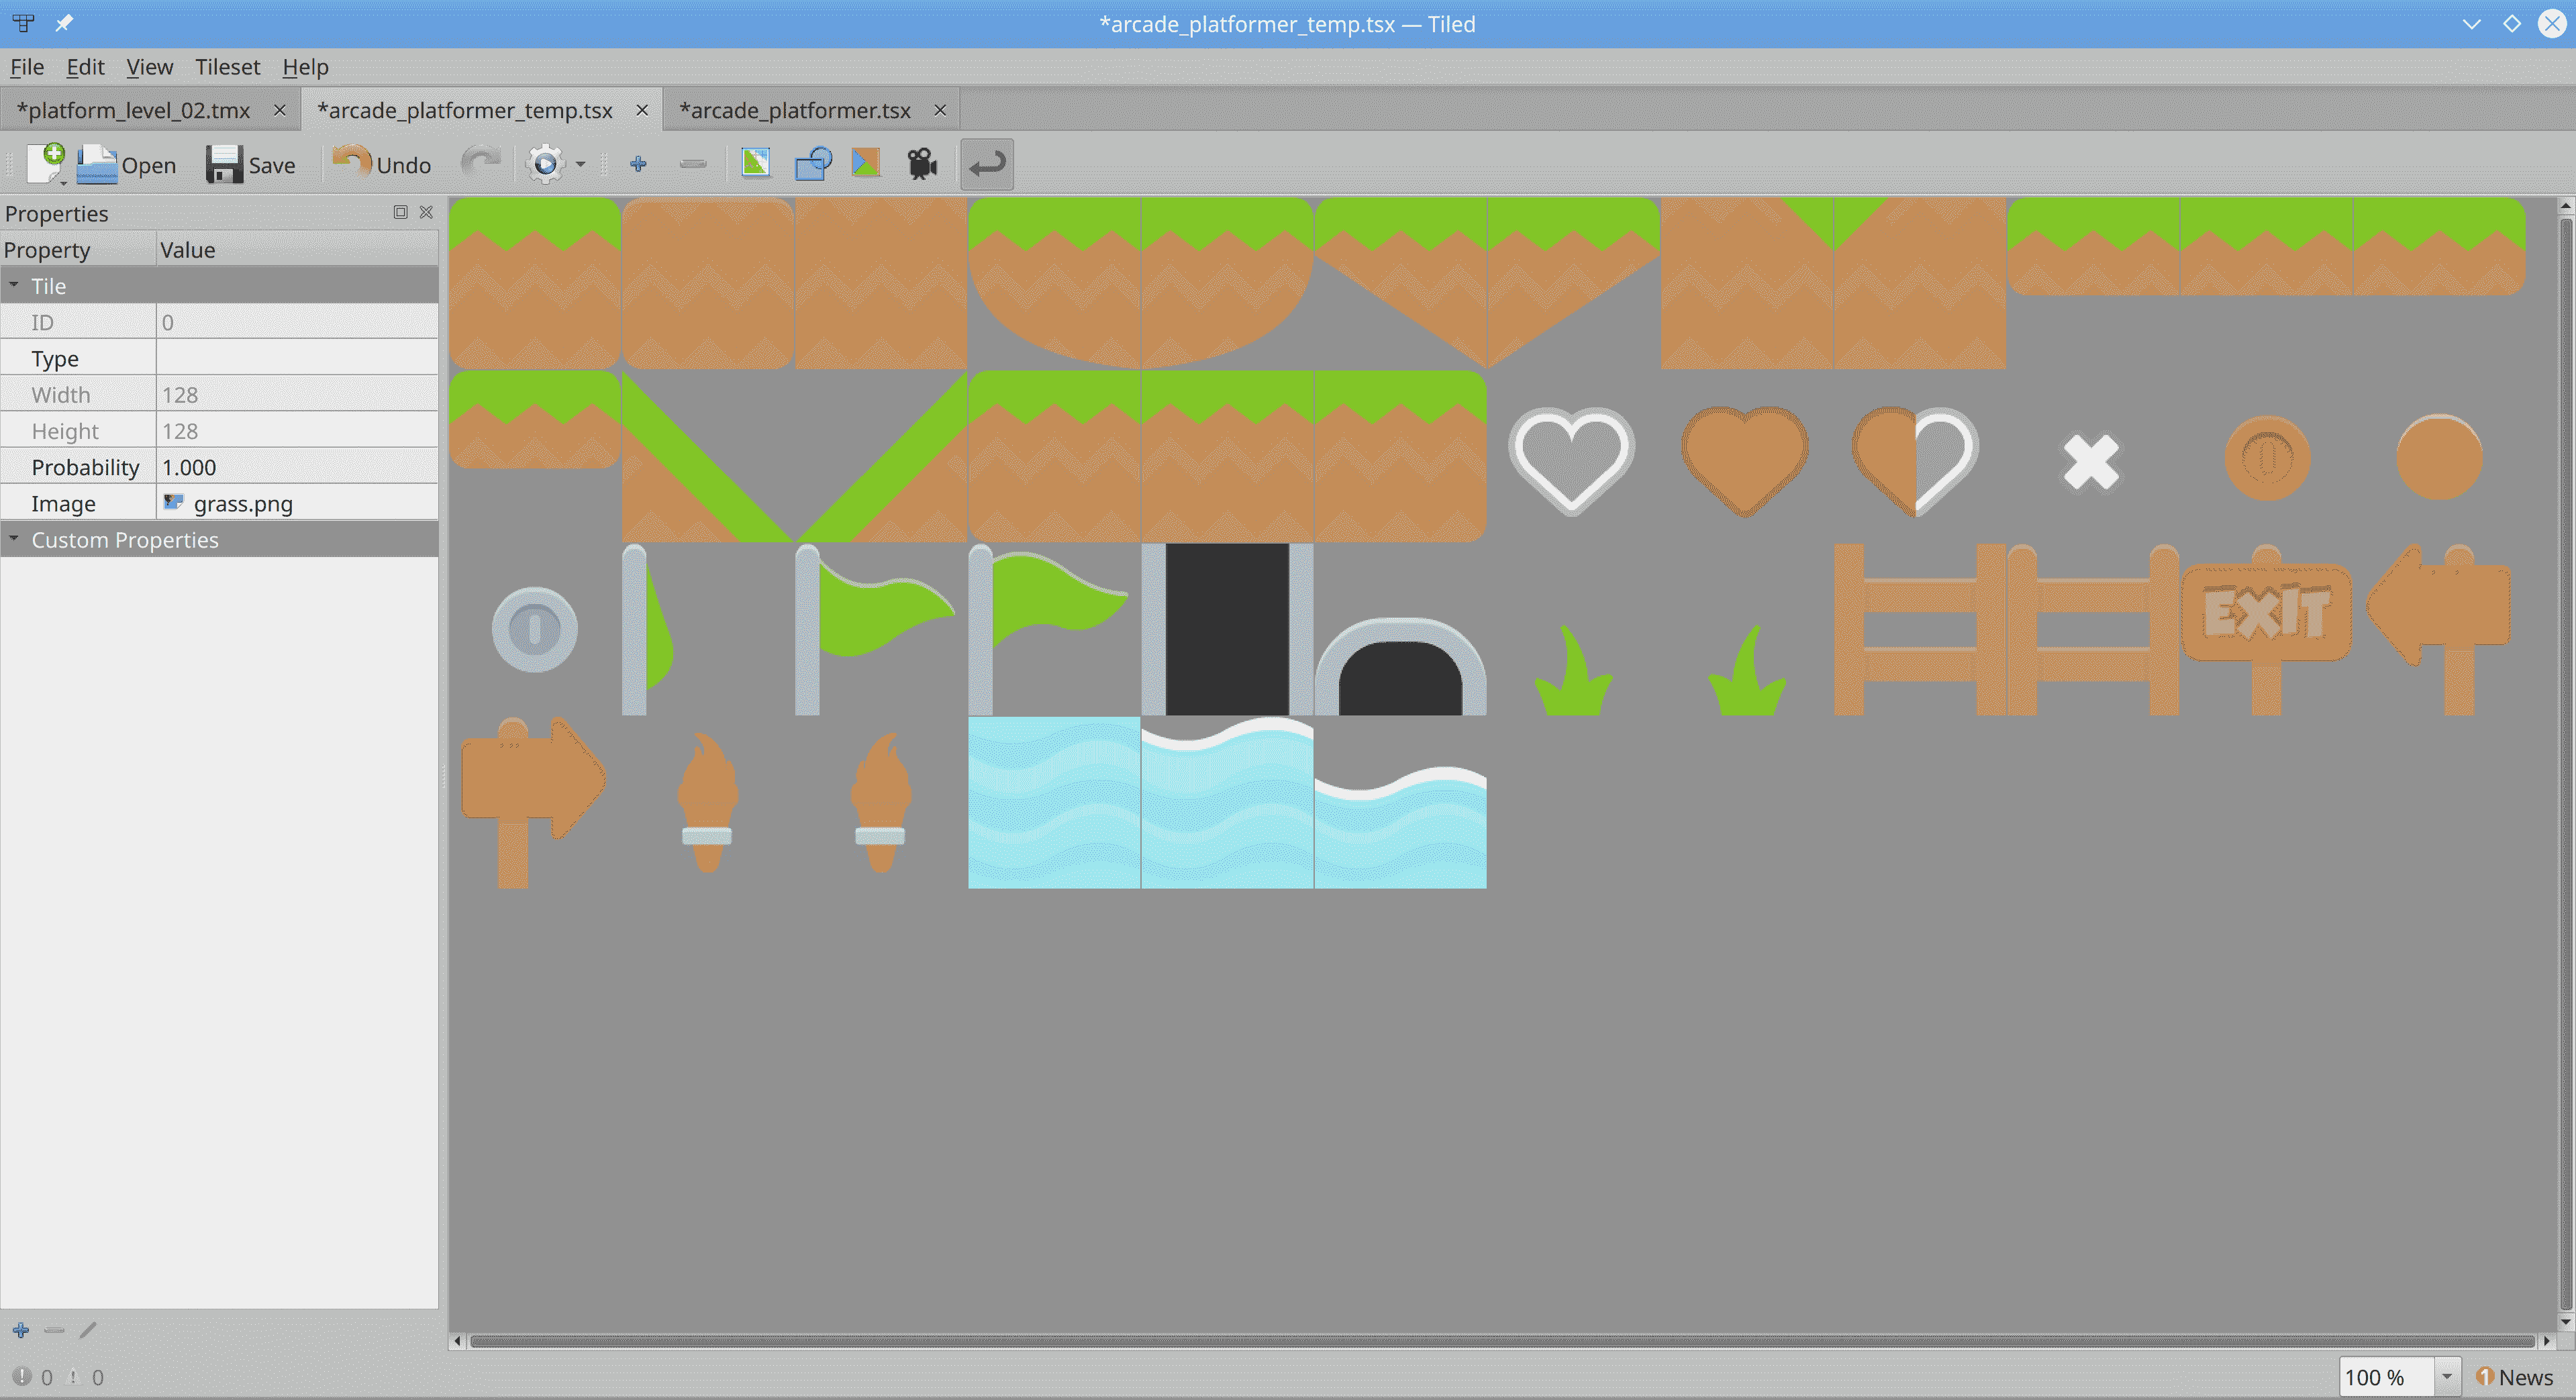 *arcade_platformer_temp.tsx — Tiled
File Edit View Tileset Help
*platform_level_02.tmx *arcade_platformer_temp.tsx *arcade_platformer.tsx
Open Save Undo
Properties
Property Value
Tile
ID 0
Type
Width 128
Height 128
Probability 1.000
Image grass.png
Custom Properties
EXIT
0 0
100 % 1 News